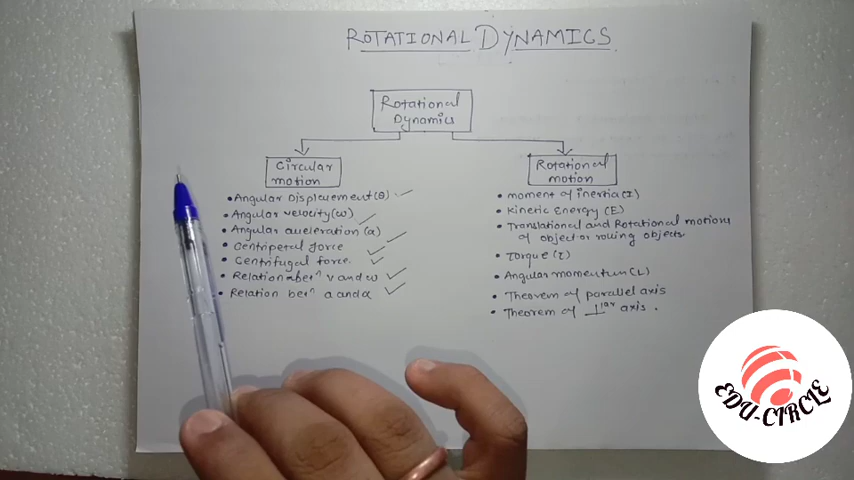 ROTATIONAL DYNAMICS
Rotational
Dynamics
Circular
motion
• Angular Displacement (θ)
• Angular velocity (ω)
• Angular acceleration (α)
• Centripetal force
• Centrifugal force.
• Relation betⁿ v and ω
• Relation betⁿ a and α
Rotational
motion
• moment of inertia (I)
• Kinetic Energy (E)
• Translational and Rotational motions
of object or rolling objects
• Torque (τ)
• Angular momentum (L)
• Theorem of parallel axis
• Theorem of ⊥lar axis.
EDU-CIRCLE